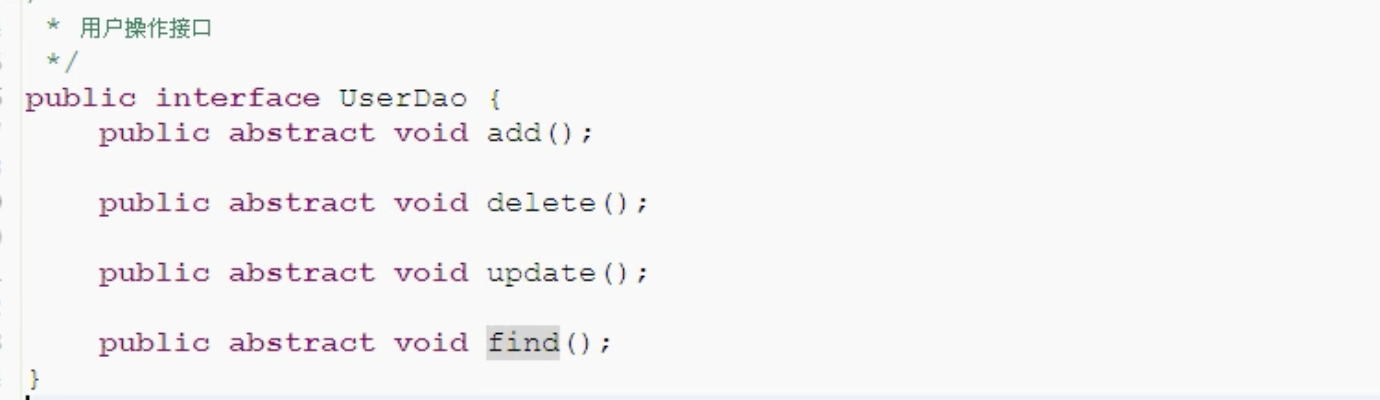 * 用户操作接口
*/
public interface UserDao {
public abstract void add();
public abstract void delete();
public abstract void update();
public abstract void find();
}